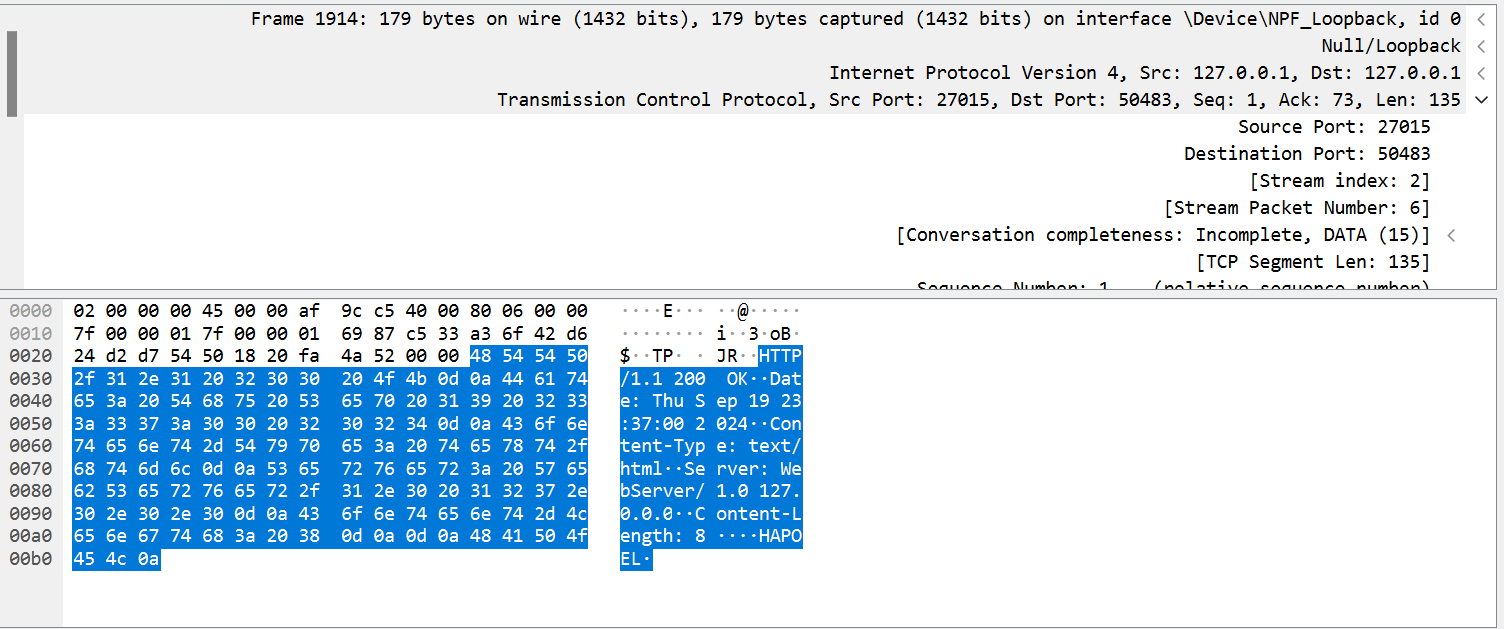 Frame 1914: 179 bytes on wire (1432 bits), 179 bytes captured (1432 bits) on interface \Device\NPF_Loopback, id 0
Null/Loopback
Internet Protocol Version 4, Src: 127.0.0.1, Dst: 127.0.0.1
Transmission Control Protocol, Src Port: 27015, Dst Port: 50483, Seq: 1, Ack: 73, Len: 135
Source Port: 27015
Destination Port: 50483
[Stream index: 2]
[Stream Packet Number: 6]
[Conversation completeness: Incomplete, DATA (15)]
[TCP Segment Len: 135]
Sequence Number: 1    (relative sequence number)
0000 02 00 00 00 45 00 00 af 9c c5 40 00 80 06 00 00 ····E··· ··@·····
0010 7f 00 00 01 7f 00 00 01 69 87 c5 33 a3 6f 42 d6 ········ i··3·oB·
0020 24 d2 d7 54 50 18 20 fa 4a 52 00 00 48 54 54 50 $··TP· · JR··HTTP
0030 2f 31 2e 31 20 32 30 30 20 4f 4b 0d 0a 44 61 74 /1.1 200  OK··Dat
0040 65 3a 20 54 68 75 20 53 65 70 20 31 39 20 32 33 e: Thu S ep 19 23
0050 3a 33 37 3a 30 30 20 32 30 32 34 0d 0a 43 6f 6e :37:00 2 024··Con
0060 74 65 6e 74 2d 54 79 70 65 3a 20 74 65 78 74 2f tent-Typ e: text/
0070 68 74 6d 6c 0d 0a 53 65 72 76 65 72 3a 20 57 65 html··Se rver: We
0080 62 53 65 72 76 65 72 2f 31 2e 30 20 31 32 37 2e bServer/ 1.0 127.
0090 30 2e 30 2e 30 0d 0a 43 6f 6e 74 65 6e 74 2d 4c 0.0.0··C ontent-L
00a0 65 6e 67 74 68 3a 20 38 0d 0a 0d 0a 48 41 50 4f ength: 8 ····HAPO
00b0 45 4c 0a EL·